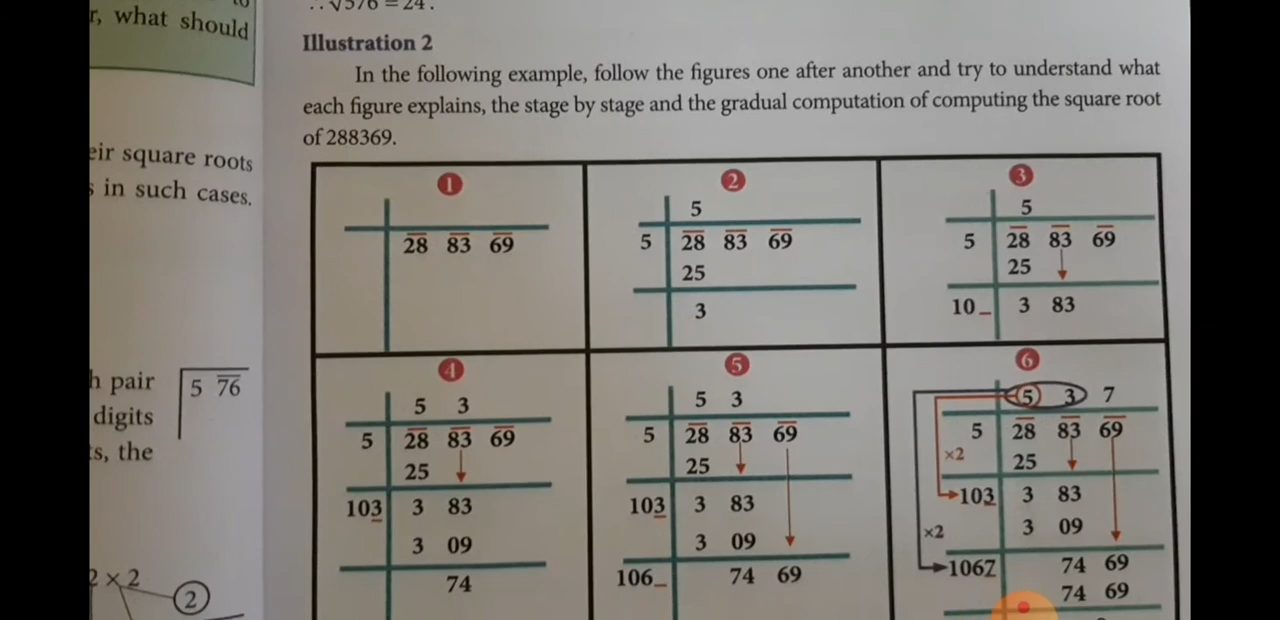 r, what should
eir square roots
s in such cases.
h pair
digits
s, the
5 76
2 × 2
2
∴ √576 = 24.
Illustration 2
In the following example, follow the figures one after another and try to understand what
each figure explains, the stage by stage and the gradual computation of computing the square root
of 288369.
1
28 83 69
2
5
5 28 83 69
25
3
3
5
5 28 83 69
25
10_ 3 83
4
5 3
5 28 83 69
25
103 3 83
3 09
74
5
5 3
5 28 83 69
25
103 3 83
3 09
106_ 74 69
6
5 3 7
5 28 83 69
×2 25
103 3 83
×2 3 09
1067 74 69
74 69